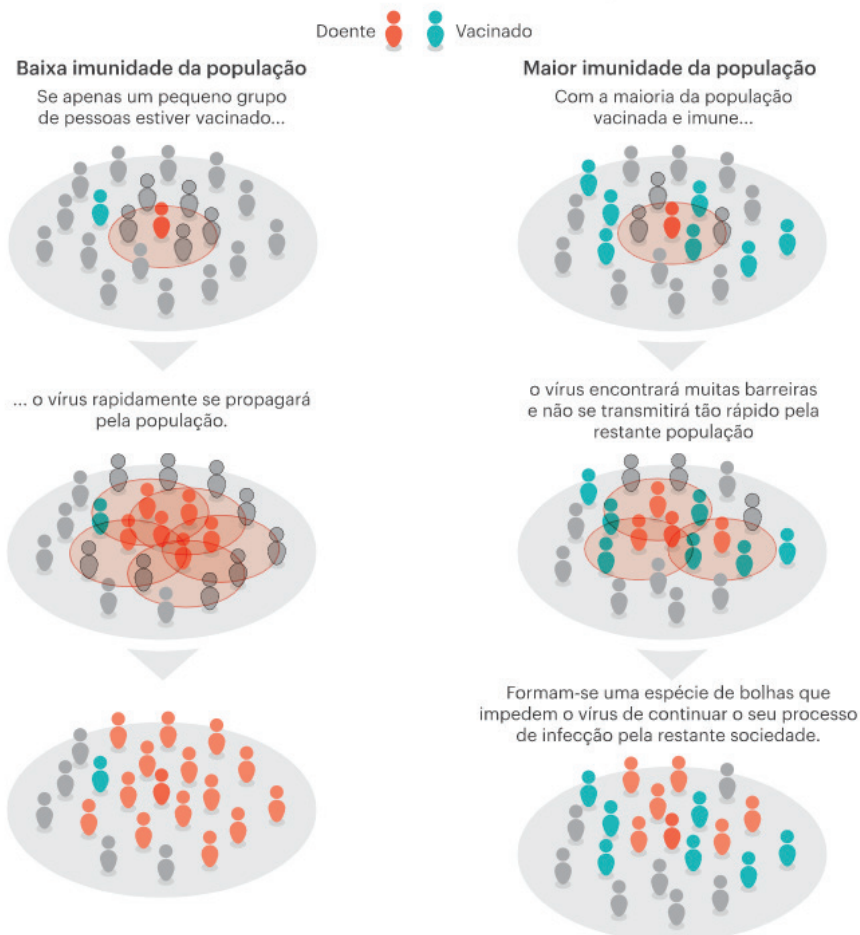 Doente
Vacinado
Baixa imunidade da população
Se apenas um pequeno grupo
de pessoas estiver vacinado...
... o vírus rapidamente se propagará
pela população.
Maior imunidade da população
Com a maioria da população
vacinada e imune...
o vírus encontrará muitas barreiras
e não se transmitirá tão rápido pela
restante população
Formam-se uma espécie de bolhas que
impedem o vírus de continuar o seu processo
de infecção pela restante sociedade.